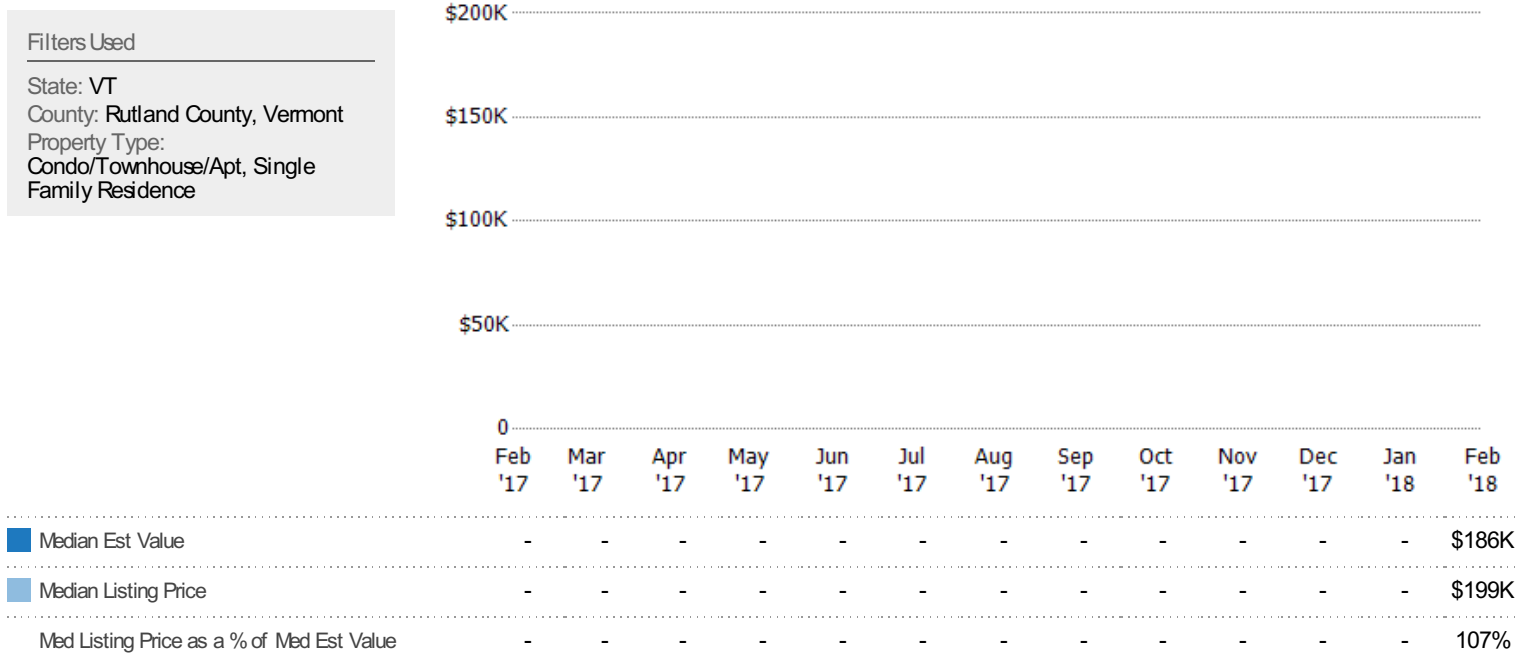 Filters Used
State: VT
County: Rutland County, Vermont
Property Type:
Condo/Townhouse/Apt, Single
Family Residence
$200K
$150K
$100K
$50K
0
Feb Mar Apr May Jun Jul Aug Sep Oct Nov Dec Jan Feb
'17 '17 '17 '17 '17 '17 '17 '17 '17 '17 '17 '18 '18
Median Est Value - - - - - - - - - - - - $186K
Median Listing Price - - - - - - - - - - - - $199K
Med Listing Price as a % of Med Est Value - - - - - - - - - - - - 107%